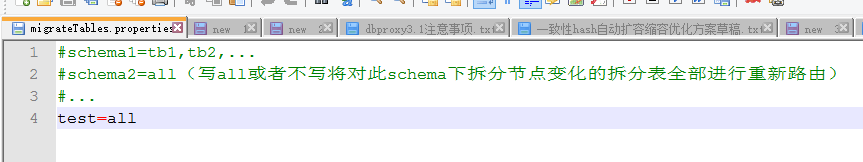 migrateTables.properties new 1 new 2 dbproxy3.1注意事项.txt 一致性hash自动扩容缩容优化方案草稿.txt new 3
1 #schema1=tb1,tb2,...
2 #schema2=all（写all或者不写将对此schema下拆分节点变化的拆分表全部进行重新路由）
3 #...
4 test=all